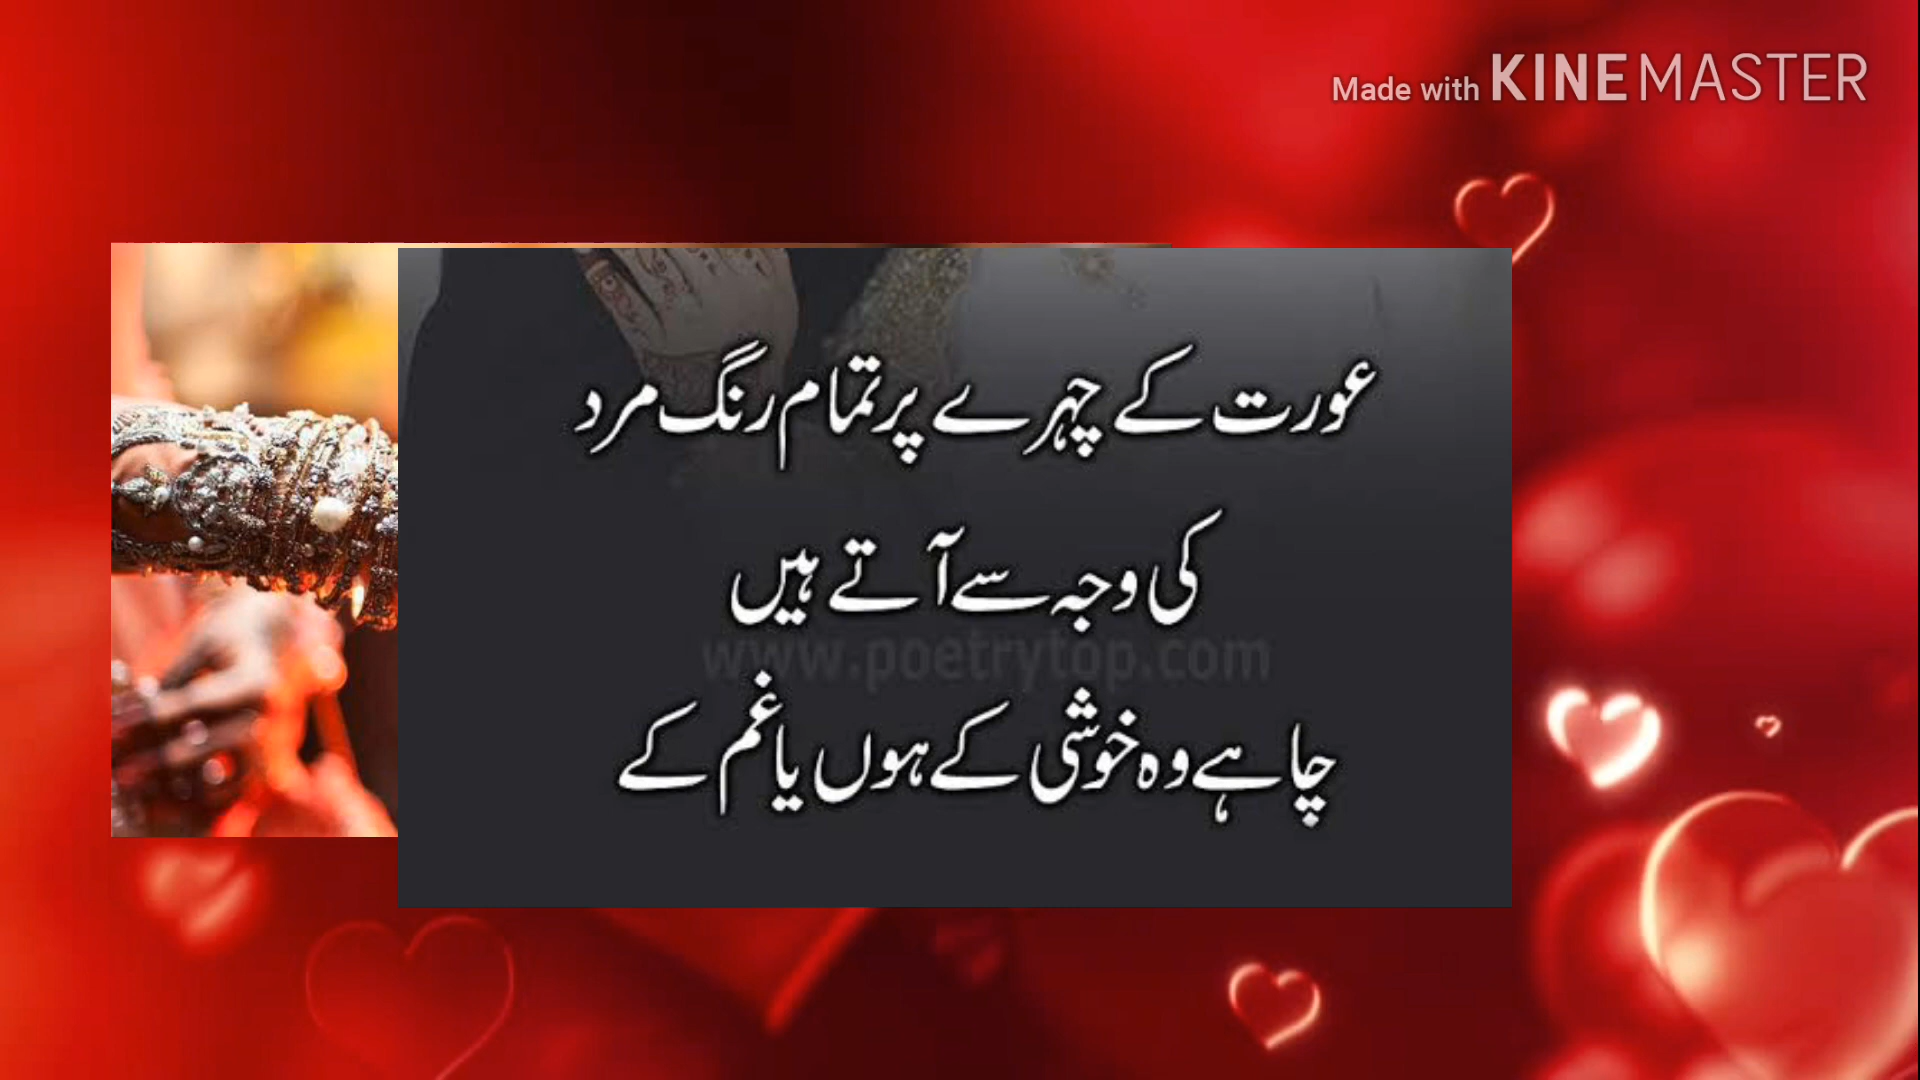 Made with KINEMASTER
عورت کے چہرے پر تمام رنگ مرد
کی وجہ سے آتے ہیں
www.poetrytop.com
چاہے وہ خوشی کے ہوں یا غم کے